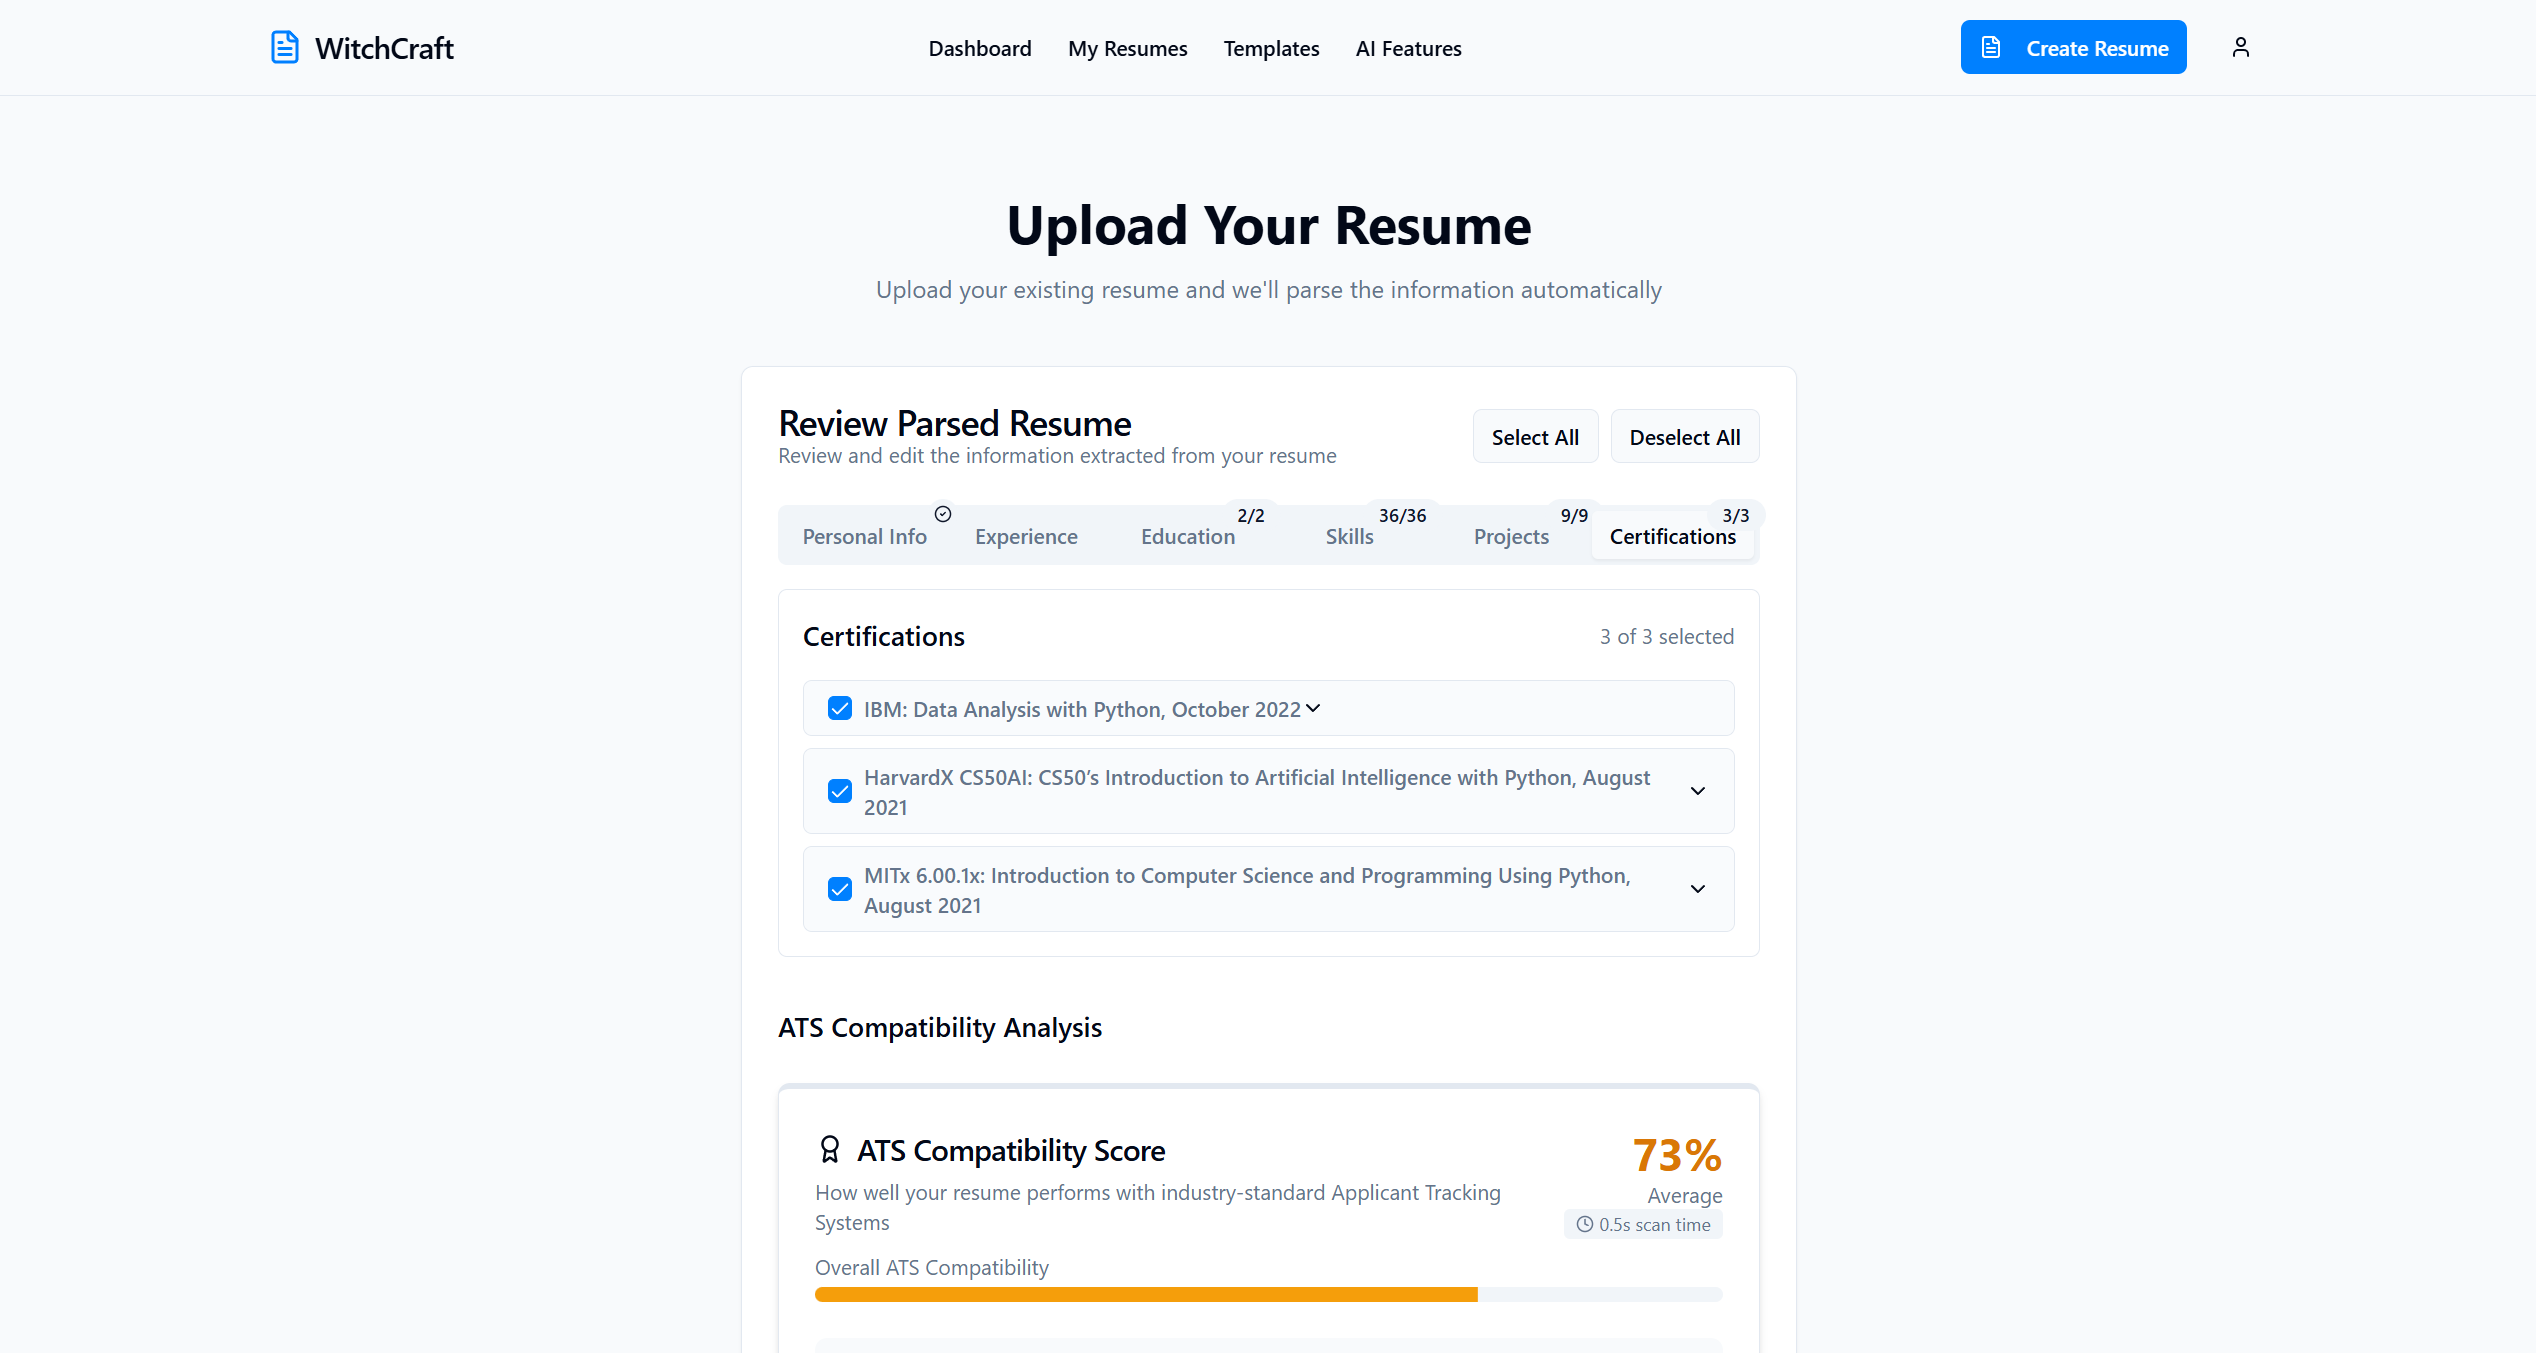 WitchCraft
Dashboard
My Resumes
Templates
AI Features
Create Resume
Upload Your Resume
Upload your existing resume and we'll parse the information automatically
Review Parsed Resume
Review and edit the information extracted from your resume
Select All
Deselect All
Personal Info
Experience
Education
2/2
Skills
36/36
Projects
9/9
Certifications
3/3
Certifications
3 of 3 selected
IBM: Data Analysis with Python, October 2022
HarvardX CS50AI: CS50’s Introduction to Artificial Intelligence with Python, August
2021
MITx 6.00.1x: Introduction to Computer Science and Programming Using Python,
August 2021
ATS Compatibility Analysis
ATS Compatibility Score
How well your resume performs with industry-standard Applicant Tracking
Systems
73%
Average
0.5s scan time
Overall ATS Compatibility